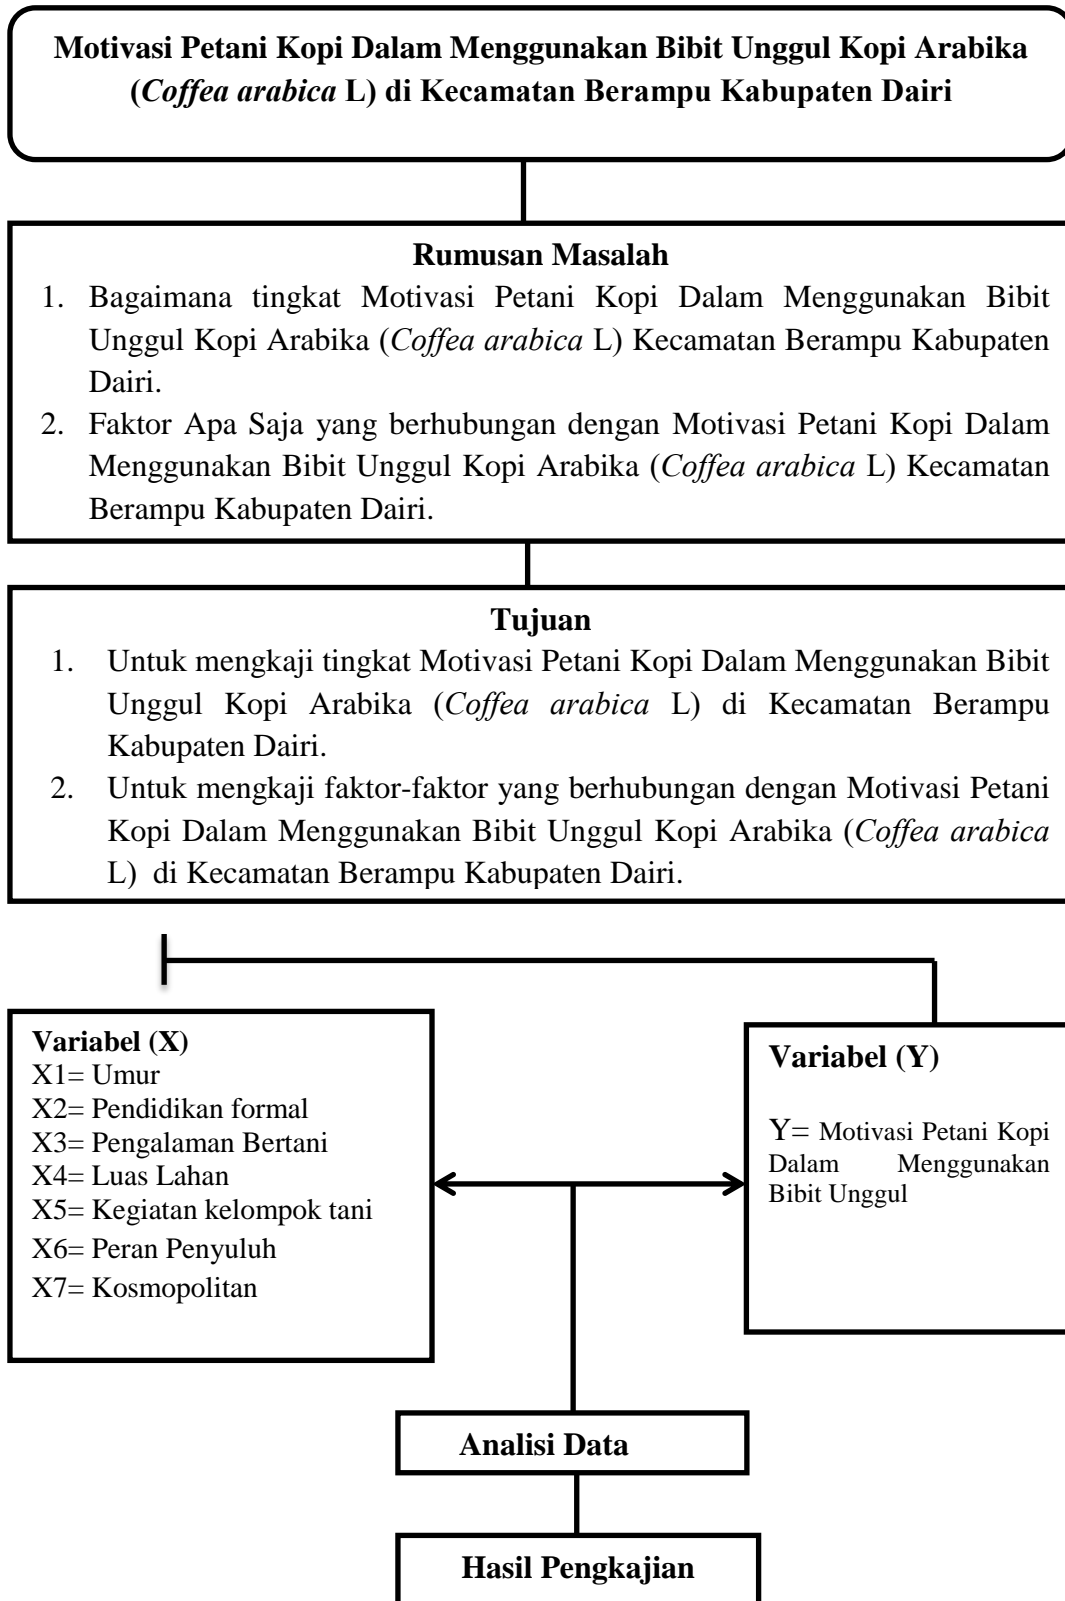 Motivasi Petani Kopi Dalam Menggunakan Bibit Unggul Kopi Arabika
(Coffea arabica L) di Kecamatan Berampu Kabupaten Dairi
Rumusan Masalah
1. Bagaimana tingkat Motivasi Petani Kopi Dalam Menggunakan Bibit
Unggul Kopi Arabika (Coffea arabica L) Kecamatan Berampu Kabupaten
Dairi.
2. Faktor Apa Saja yang berhubungan dengan Motivasi Petani Kopi Dalam
Menggunakan Bibit Unggul Kopi Arabika (Coffea arabica L) Kecamatan
Berampu Kabupaten Dairi.
Tujuan
1. Untuk mengkaji tingkat Motivasi Petani Kopi Dalam Menggunakan Bibit
Unggul Kopi Arabika (Coffea arabica L) di Kecamatan Berampu
Kabupaten Dairi.
2. Untuk mengkaji faktor-faktor yang berhubungan dengan Motivasi Petani
Kopi Dalam Menggunakan Bibit Unggul Kopi Arabika (Coffea arabica
L) di Kecamatan Berampu Kabupaten Dairi.
Variabel (X)
X1= Umur
X2= Pendidikan formal
X3= Pengalaman Bertani
X4= Luas Lahan
X5= Kegiatan kelompok tani
X6= Peran Penyuluh
X7= Kosmopolitan
Variabel (Y)
Y= Motivasi Petani Kopi
Dalam Menggunakan
Bibit Unggul
Analisi Data
Hasil Pengkajian